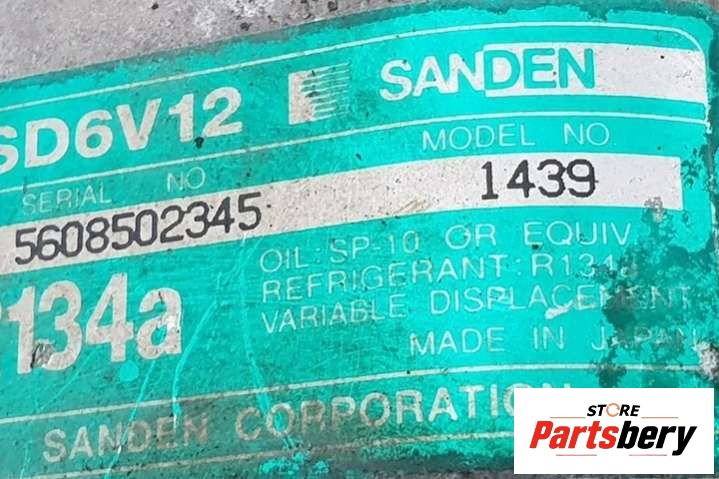 SD6V12 SANDEN
SERIAL NO MODEL NO.
5608502345 1439
OIL:SP-10 OR EQUIV
REFRIGERANT:R134a
VARIABLE DISPLACEMENT
134a
MADE IN JAPAN
SANDEN CORPORATION
STORE
Partsbery